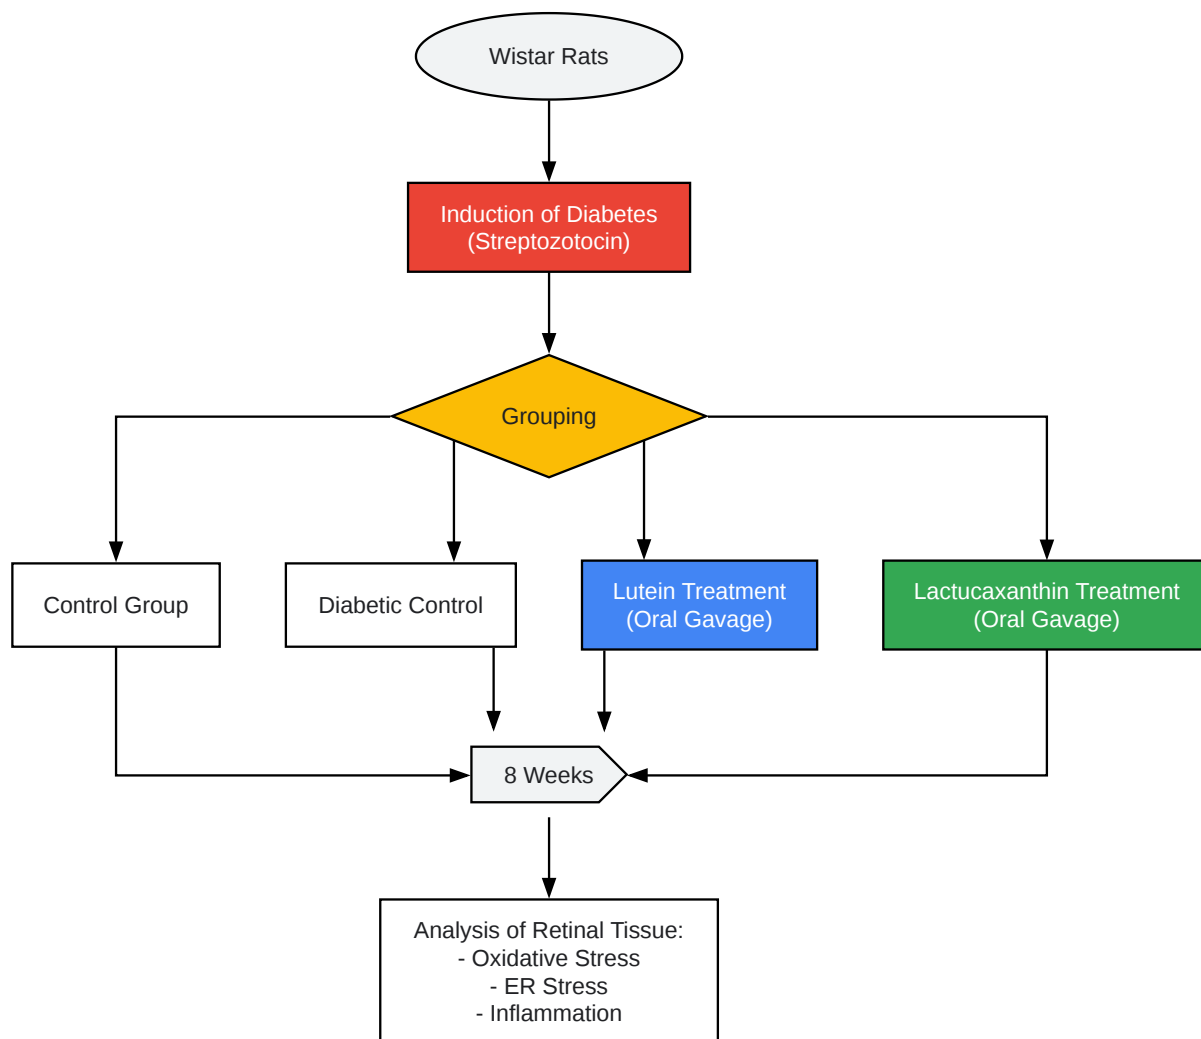 Wistar Rats
Induction of Diabetes
(Streptozotocin)
Grouping
Control Group
Diabetic Control
Lutein Treatment
(Oral Gavage)
Lactucaxanthin Treatment
(Oral Gavage)
8 Weeks
Analysis of Retinal Tissue:
- Oxidative Stress
- ER Stress
- Inflammation